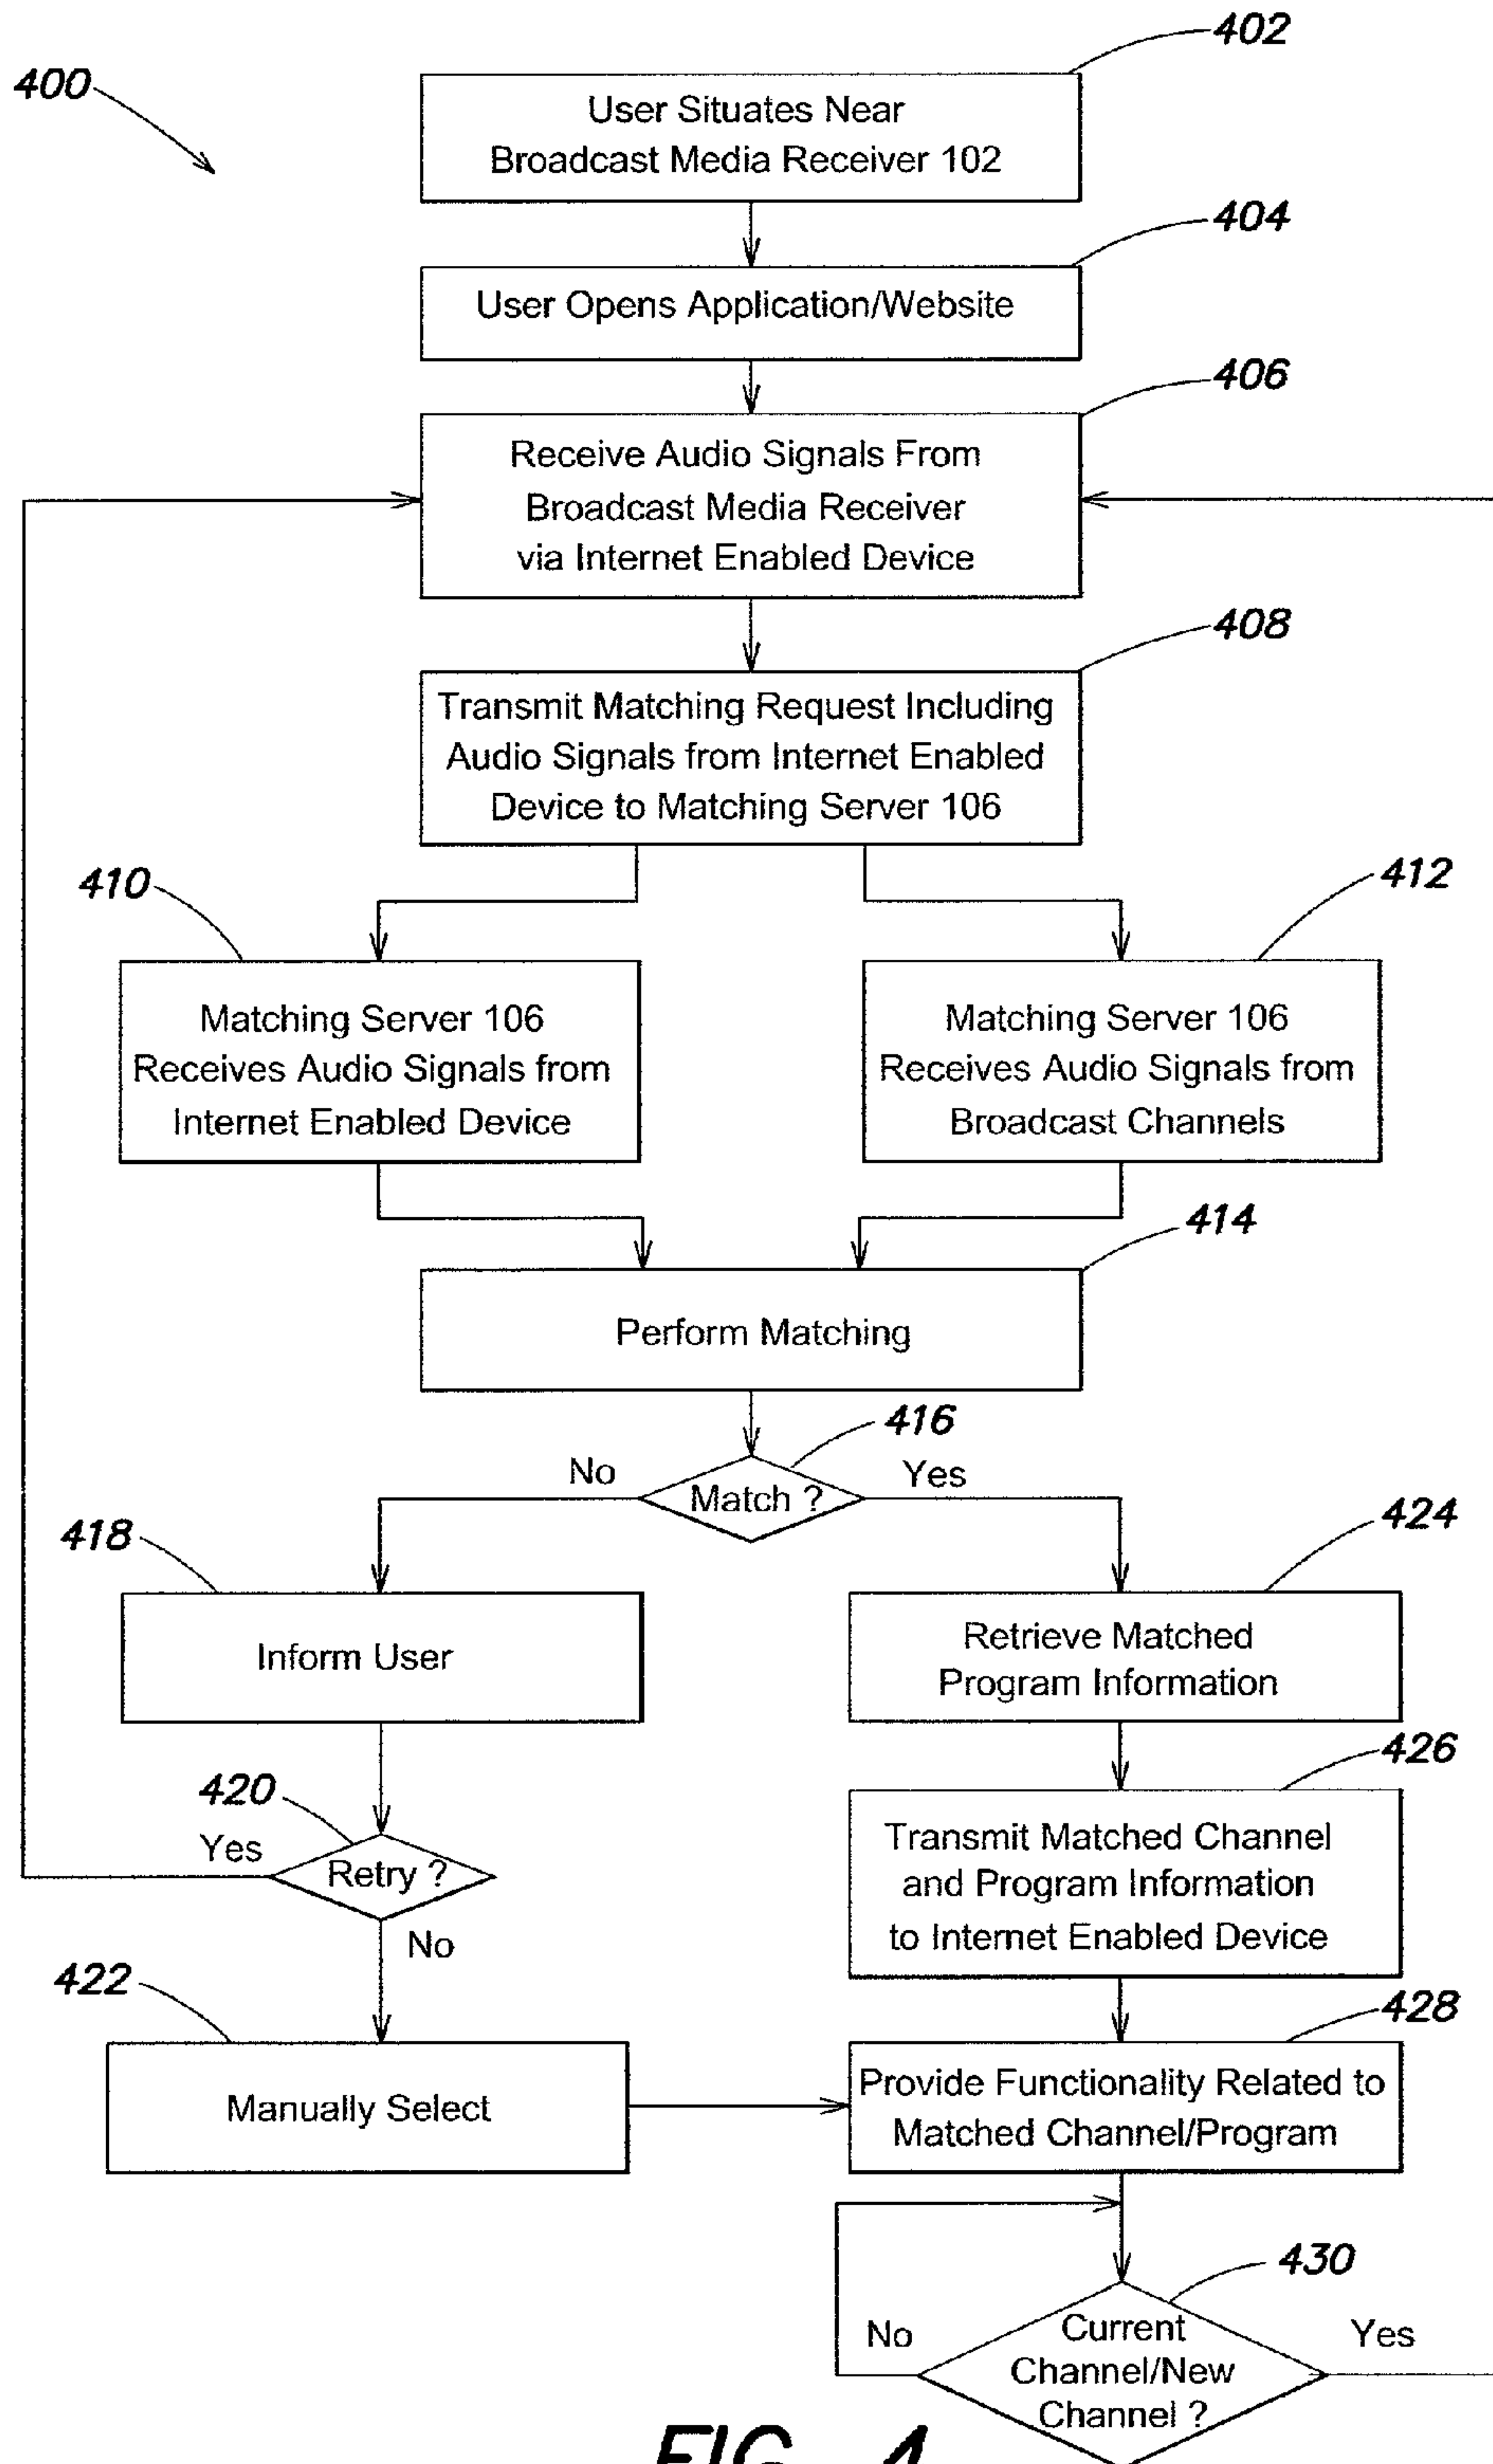 402
400
User Situates Near
Broadcast Media Receiver 102
404
User Opens Application/Website
406
Receive Audio Signals From
Broadcast Media Receiver
via Internet Enabled Device
408
Transmit Matching Request Including
Audio Signals from Internet Enabled
Device to Matching Server 106
410
412
Matching Server 106
Receives Audio Signals from
Internet Enabled Device
Matching Server 106
Receives Audio Signals from
Broadcast Channels
414
Perform Matching
416
No
Match ?
Yes
418
424
Inform User
Retrieve Matched
Program Information
420
426
Yes
Retry ?
No
Transmit Matched Channel
and Program Information
to Internet Enabled Device
422
428
Manually Select
Provide Functionality Related to
Matched Channel/Program
430
No
Current
Channel/New
Channel ?
Yes
FIG. 4